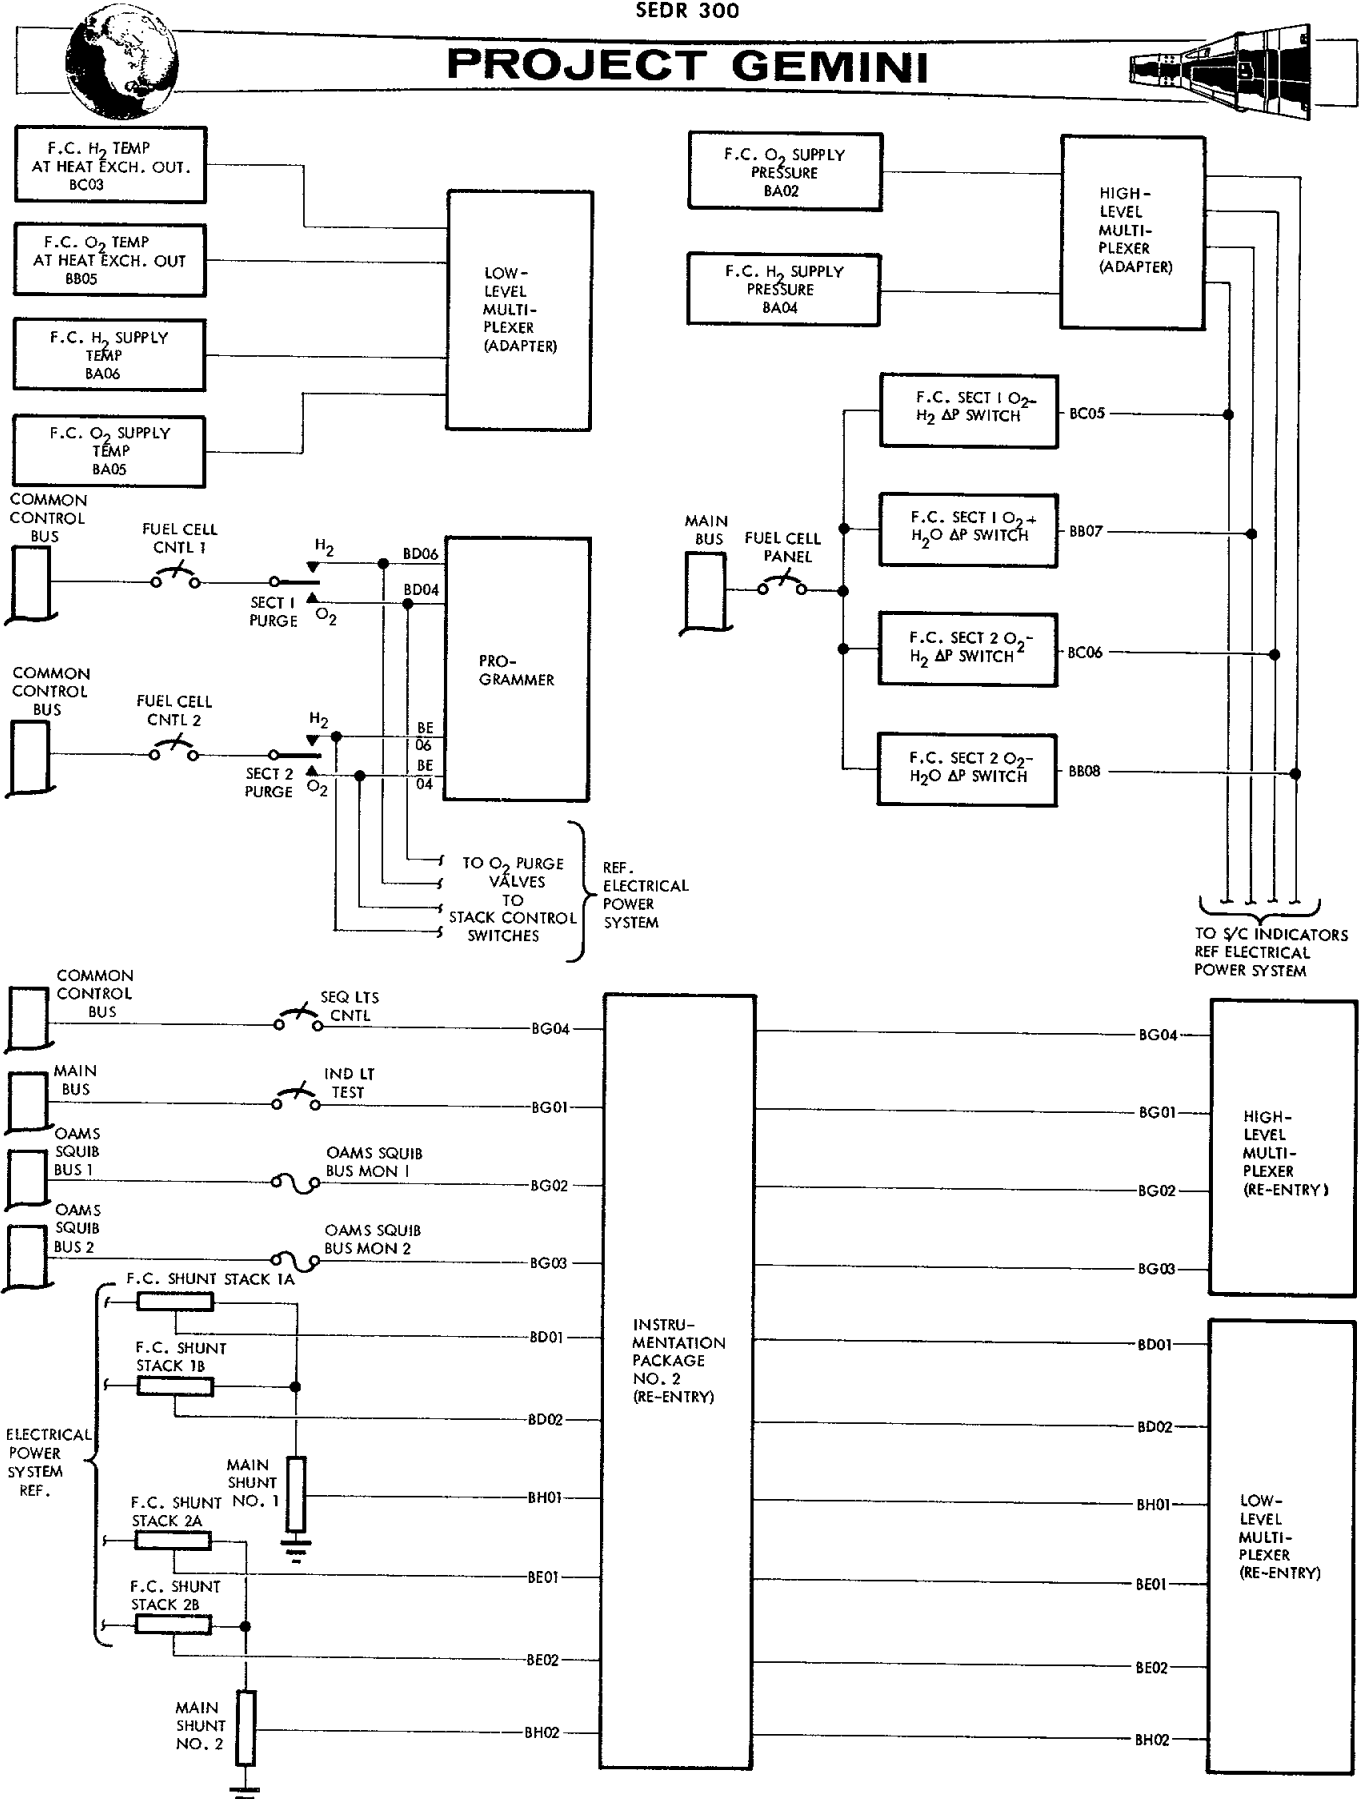 SEDR 300
PROJECT GEMINI
F.C. H2 TEMP
AT HEAT EXCH. OUT.
BC03
F.C. O2 TEMP
AT HEAT EXCH. OUT
BB05
F.C. H2 SUPPLY
TEMP
BA06
F.C. O2 SUPPLY
TEMP
BA05
LOW-
LEVEL
MULTI-
PLEXER
(ADAPTER)
F.C. O2 SUPPLY
PRESSURE
BA02
F.C. H2 SUPPLY
PRESSURE
BA04
HIGH-
LEVEL
MULTI-
PLEXER
(ADAPTER)
F.C. SECT 1 O2-
H2 ΔP SWITCH
BC05
F.C. SECT 1 O2+
H2O ΔP SWITCH
BB07
F.C. SECT 2 O2-
H2 ΔP SWITCH
BC06
F.C. SECT 2 O2-
H2O ΔP SWITCH
BB08
MAIN
BUS
FUEL CELL
PANEL
TO S/C INDICATORS
REF ELECTRICAL
POWER SYSTEM
COMMON
CONTROL
BUS
FUEL CELL
CNTL 1
H2
SECT 1
PURGE
O2
BD06
BD04
COMMON
CONTROL
BUS
FUEL CELL
CNTL 2
H2
SECT 2
PURGE
O2
BE
06
BE
04
PRO-
GRAMMER
TO O2 PURGE
VALVES
TO
STACK CONTROL
SWITCHES
REF.
ELECTRICAL
POWER
SYSTEM
COMMON
CONTROL
BUS
SEQ LTS
CNTL
BG04
BG04
MAIN
BUS
IND LT
TEST
BG01
BG01
OAMS
SQUIB
BUS 1
OAMS SQUIB
BUS MON 1
BG02
BG02
OAMS
SQUIB
BUS 2
OAMS SQUIB
BUS MON 2
BG03
BG03
HIGH-
LEVEL
MULTI-
PLEXER
(RE-ENTRY)
F.C. SHUNT STACK 1A
BD01
BD01
F.C. SHUNT
STACK 1B
BD02
BD02
INSTRU-
MENTATION
PACKAGE
NO. 2
(RE-ENTRY)
ELECTRICAL
POWER
SYSTEM
REF.
MAIN
SHUNT
NO. 1
BH01
BH01
F.C. SHUNT
STACK 2A
BE01
BE01
F.C. SHUNT
STACK 2B
BE02
BE02
MAIN
SHUNT
NO. 2
BH02
BH02
LOW-
LEVEL
MULTI-
PLEXER
(RE-ENTRY)